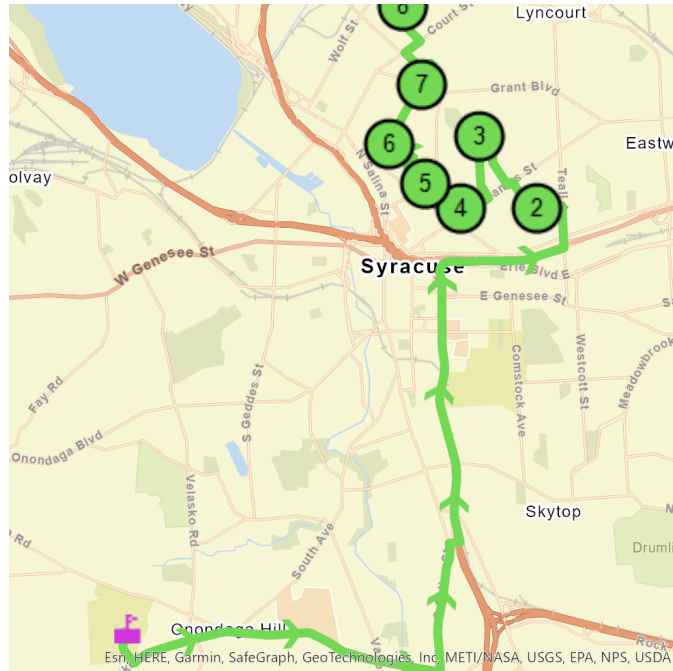 8
Lyncourt
Court St
Wolf St
7
Grant Blvd
6
3
Eastw
N Salina St
olvay
5
4
2
Teall
W Genesee St
Syracuse
Erie Blvd E
E Genesee St
S Geddes St
Comstock Ave
Westcott St
Meadowbrook
Fay Rd
Onondaga Blvd
Velasko Rd
Skytop
South Ave
Drumlin
Onondaga Hill
Rock
Esri, HERE, Garmin, SafeGraph, GeoTechnologies, Inc, METI/NASA, USGS, EPA, NPS, USDA